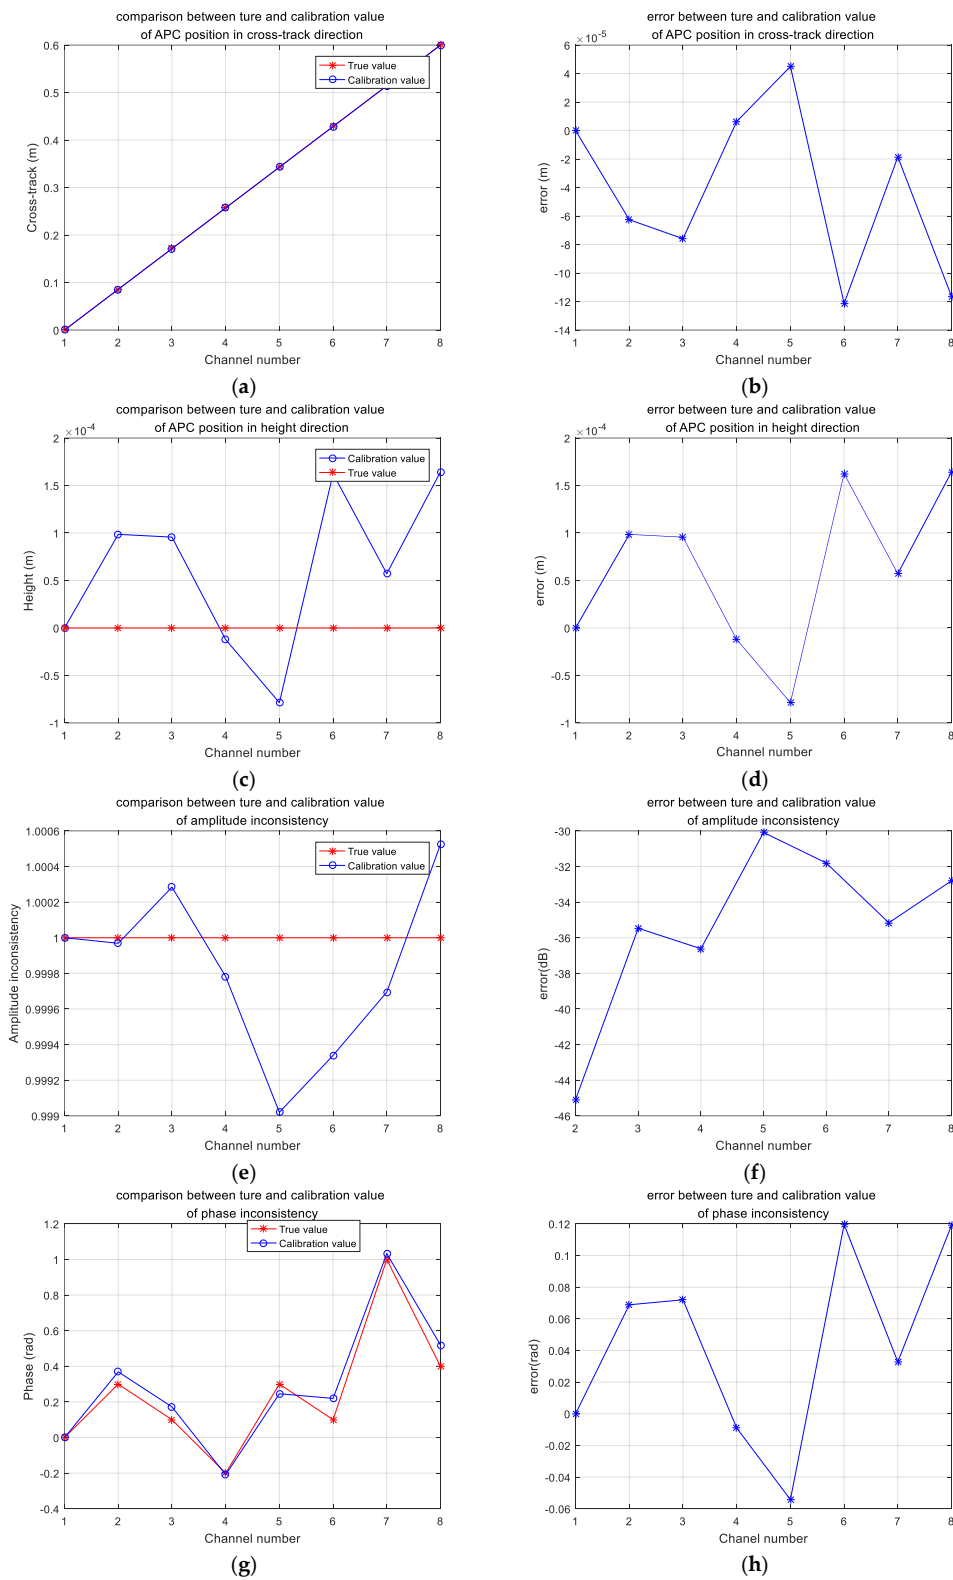 comparison between ture and calibration value
of APC position in cross-track direction
True value
Calibration value
0.6
0.5
0.4
0.3
0.2
0.1
0
Cross-track (m)
1 2 3 4 5 6 7 8
Channel number
(a)
error between ture and calibration value
of APC position in cross-track direction
×10^-5
6
4
2
0
-2
-4
-6
-8
-10
-12
-14
error (m)
1 2 3 4 5 6 7 8
Channel number
(b)
comparison between ture and calibration value
of APC position in height direction
×10^-4
Calibration value
True value
2
1.5
1
0.5
0
-0.5
-1
Height (m)
1 2 3 4 5 6 7 8
Channel number
(c)
error between ture and calibration value
of APC position in height direction
×10^-4
2
1.5
1
0.5
0
-0.5
-1
error (m)
1 2 3 4 5 6 7 8
Channel number
(d)
comparison between ture and calibration value
of amplitude inconsistency
True value
Calibration value
1.0006
1.0004
1.0002
1
0.9998
0.9996
0.9994
0.9992
0.999
Amplitude inconsistency
1 2 3 4 5 6 7 8
Channel number
(e)
error between ture and calibration value
of amplitude inconsistency
-30
-32
-34
-36
-38
-40
-42
-44
-46
error(dB)
2 3 4 5 6 7 8
Channel number
(f)
comparison between ture and calibration value
of phase inconsistency
True value
Calibration value
1.2
1
0.8
0.6
0.4
0.2
0
-0.2
-0.4
Phase (rad)
1 2 3 4 5 6 7 8
Channel number
(g)
error between ture and calibration value
of phase inconsistency
0.12
0.1
0.08
0.06
0.04
0.02
0
-0.02
-0.04
-0.06
error(rad)
1 2 3 4 5 6 7 8
Chanel number
(h)